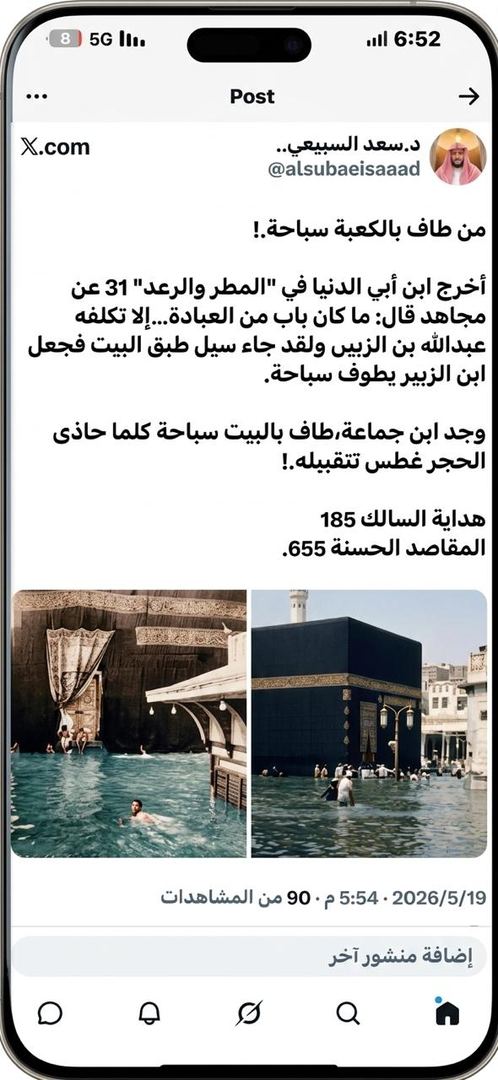 6:52
5G
8
Post
د.سعد السبيعي..
@alsubaeisaaad
X.com
من طاف بالكعبة سباحة.!
أخرج ابن أبي الدنيا في "المطر والرعد" 31 عن
مجاهد قال: ما كان باب من العبادة...إلا تكلفه
عبدالله بن الزبير ولقد جاء سيل طبق البيت فجعل
ابن الزبير يطوف سباحة.
وجد ابن جماعة،طاف بالبيت سباحة كلما حاذى
الحجر غطس تتقبيله.!
هداية السالك 185
المقاصد الحسنة 655.
2026/5/19 · 5:54 م · 90 من المشاهدات
إضافة منشور آخر